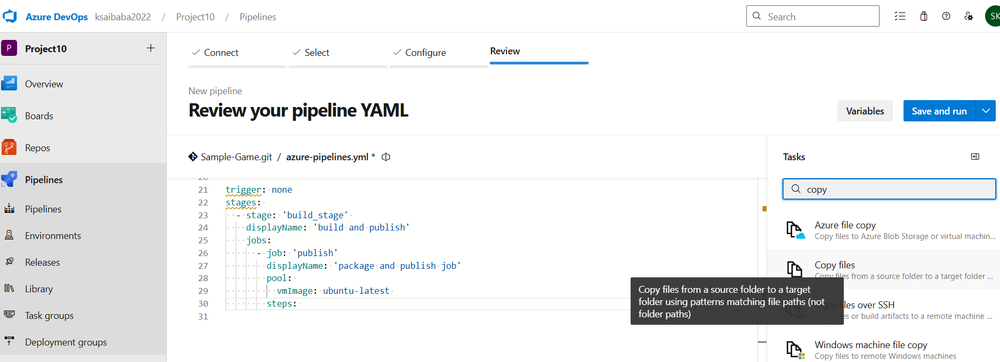 Azure DevOps ksaibaba2022 / Project10 / Pipelines
Search
SK
P Project10 +
Overview
Boards
Repos
Pipelines
Pipelines
Environments
Releases
Library
Task groups
Deployment groups
Connect
Select
Configure
Review
New pipeline
Review your pipeline YAML
Variables
Save and run
Sample-Game.git / azure-pipelines.yml *
20
21 trigger: none
22 stages:
23 - stage: 'build_stage'
24 displayName: 'build and publish'
25 jobs:
26 - job: 'publish'
27 displayName: 'package and publish job'
28 pool:
29 vmImage: ubuntu-latest
30 steps:
31
Tasks
copy
Azure file copy
Copy files to Azure Blob Storage or virtual machin...
Copy files
Copy files from a source folder to a target folder ...
Copy files from a source folder to a target
folder using patterns matching file paths (not
folder paths)
Copy files over SSH
Copy files or build artifacts to a remote machine ...
Windows machine file copy
Copy files to remote Windows machines